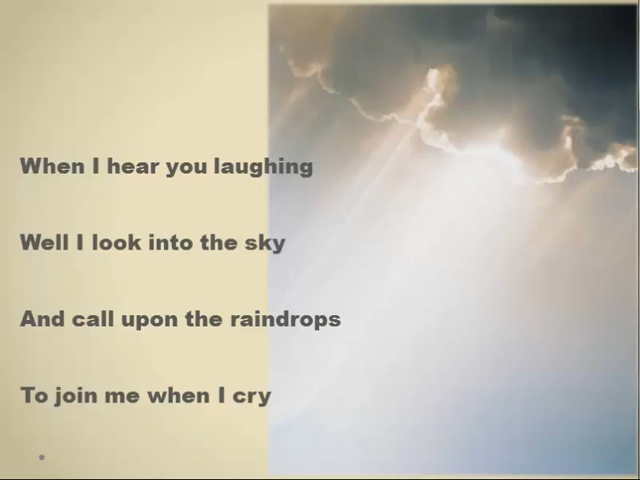 When I hear you laughing
Well I look into the sky
And call upon the raindrops
To join me when I cry